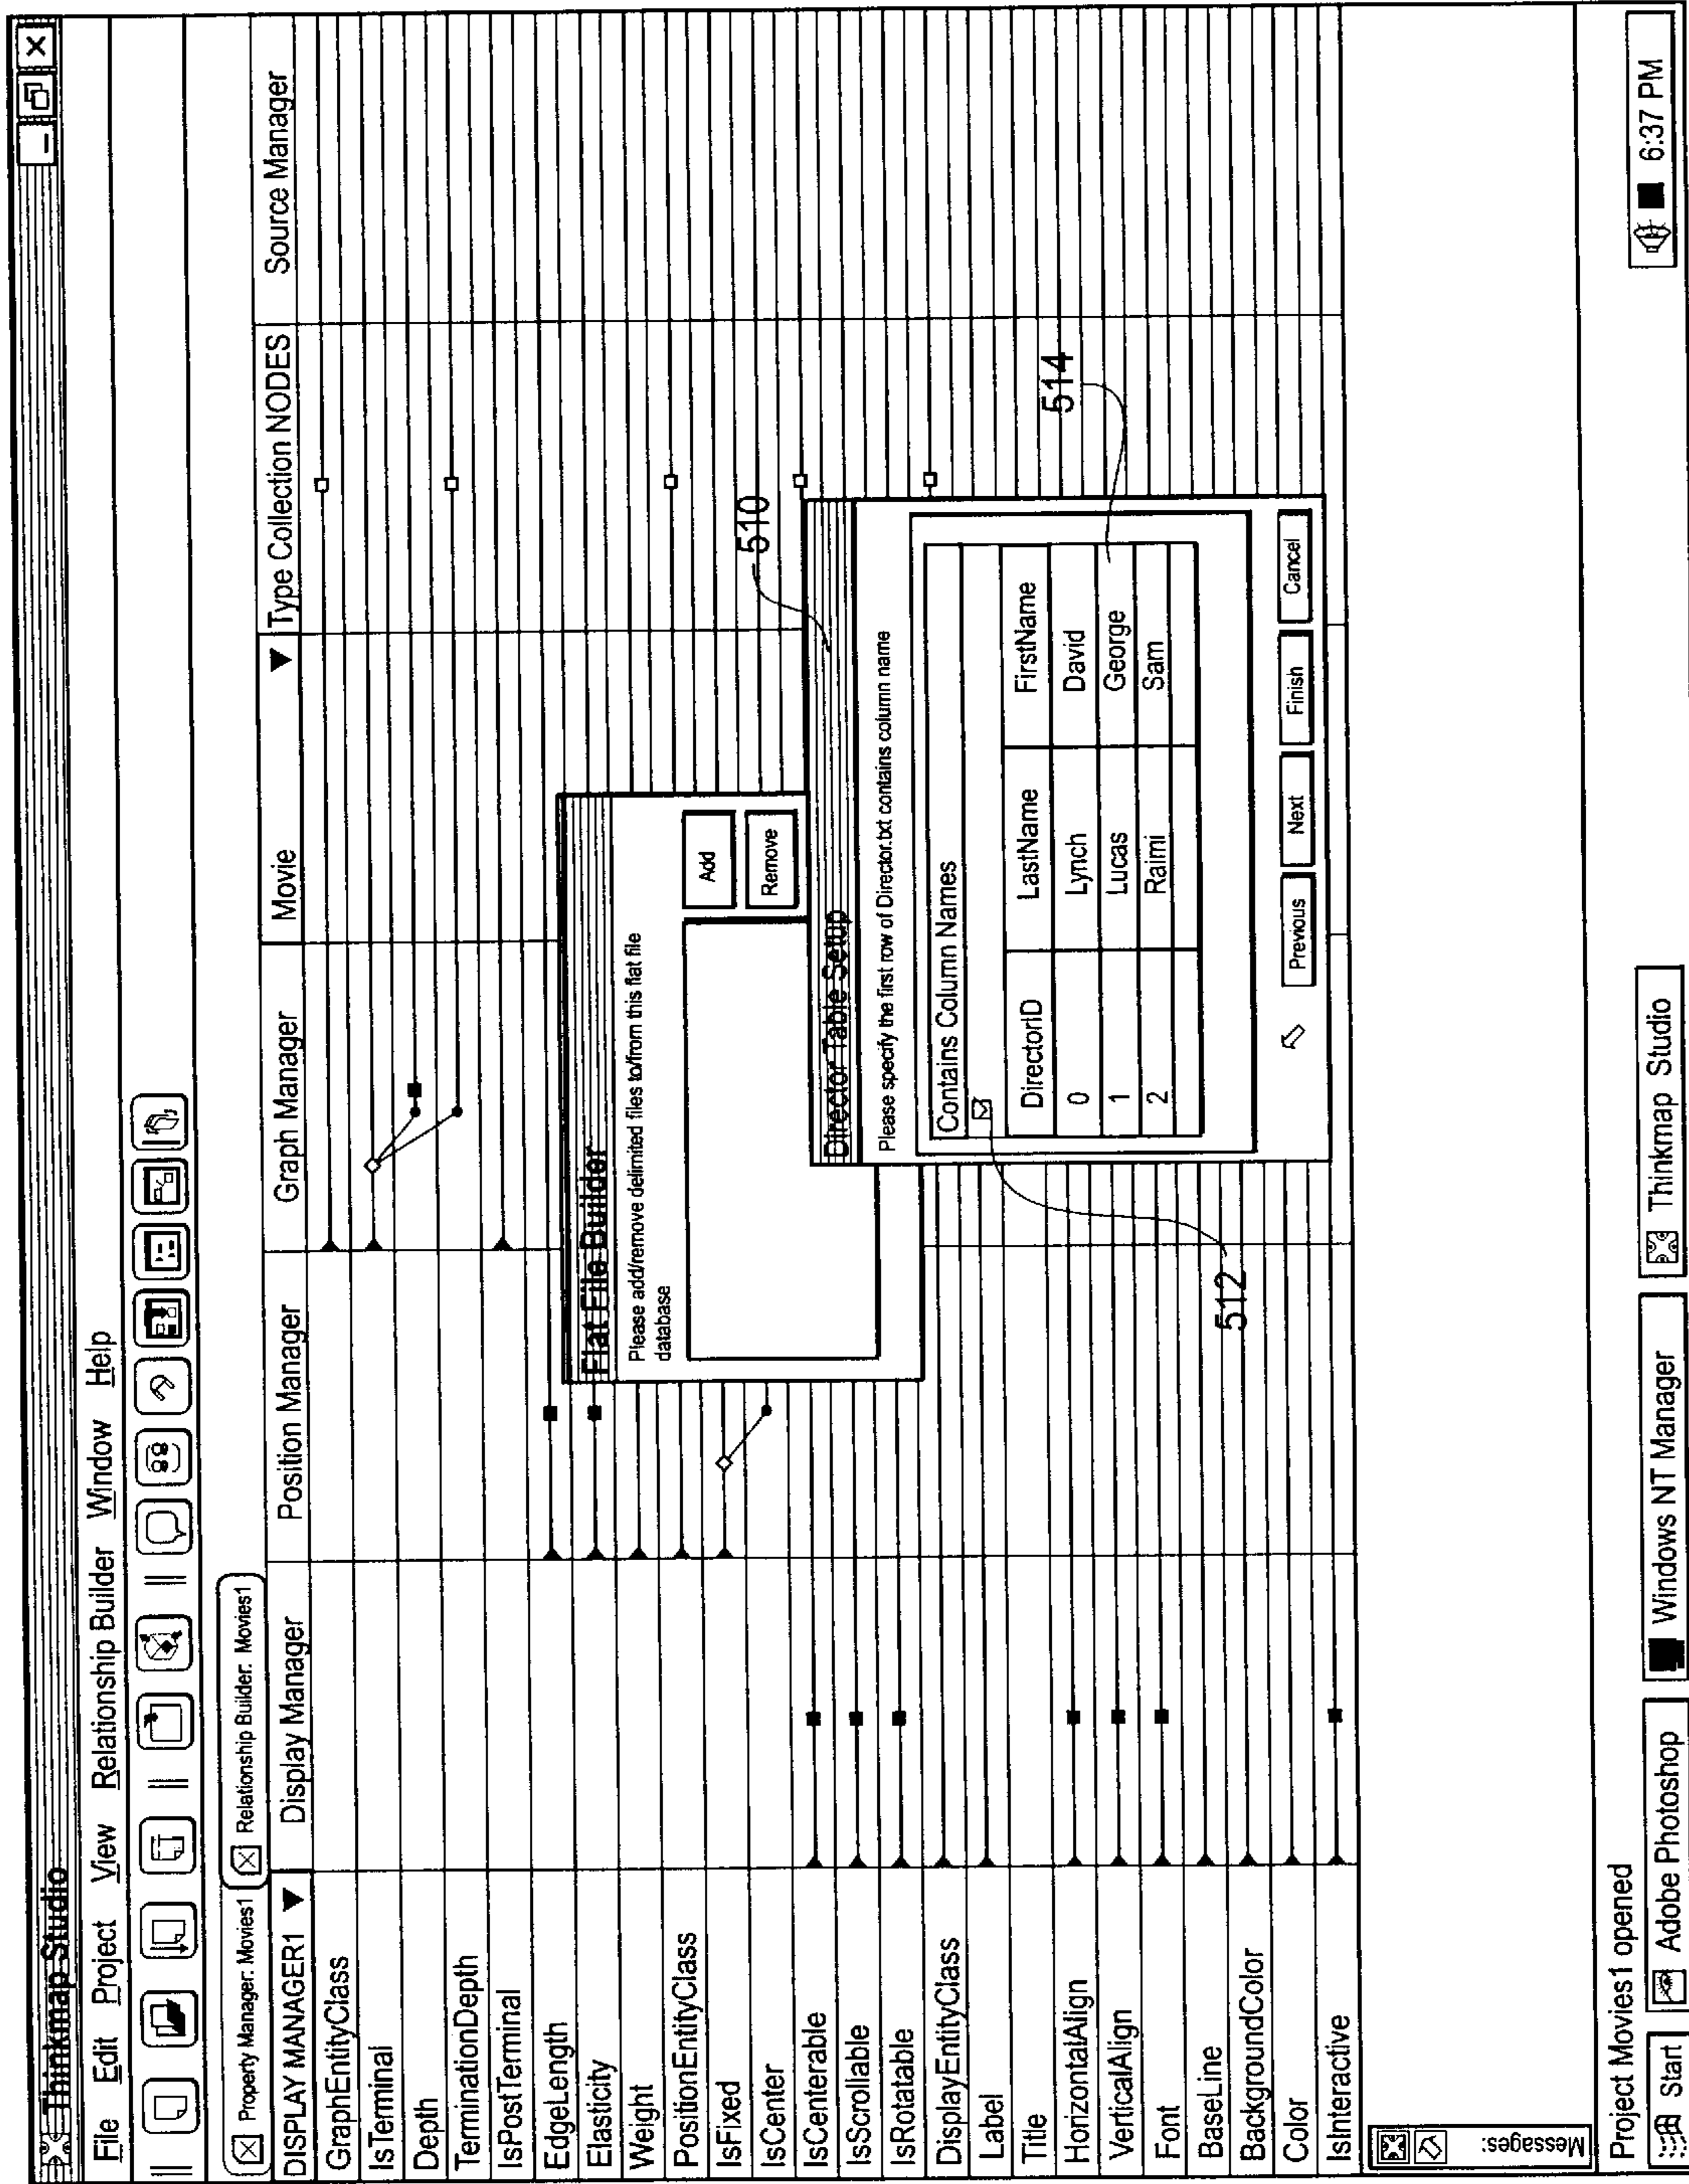 Thinkmap Studio
File Edit Project View Relationship Builder Window Help
Property Manager: Movies1 Relationship Builder: Movies1
DISPLAY MANAGER1 Display Manager Position Manager Graph Manager Movie Type Collection NODES Source Manager
GraphEntityClass
IsTerminal
Depth
TerminationDepth
IsPostTerminal
EdgeLength
Elasticity
Weight
PositionEntityClass
IsFixed
IsCenter
IsCenterable
IsScrollable
IsRotatable
DisplayEntityClass
Label
Title
HorizontalAlign
VerticalAlign
Font
BaseLine
BackgroundColor
Color
IsInteractive
Flat File Builder
Please add/remove delimited files to/from this flat file
database
Add
Remove
510
Director Table Setup
Please specify the first row of Director.txt contains column name
Contains Column Names
DirectorID LastName FirstName
0 Lynch David
1 Lucas George
2 Raimi Sam
Previous Next Finish Cancel
514
512
Messages:
Project Movies1 opened
Start Adobe Photoshop Windows NT Manager Thinkmap Studio 6:37 PM